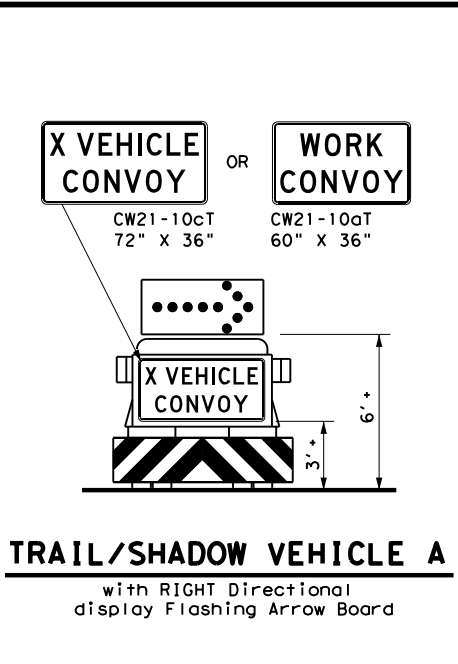 X VEHICLE
CONVOY
OR
WORK
CONVOY
CW21-10cT
72" X 36"
CW21-10aT
60" X 36"
X VEHICLE
CONVOY
6' +
3' +
TRAIL/SHADOW VEHICLE A
with RIGHT Directional
display Flashing Arrow Board